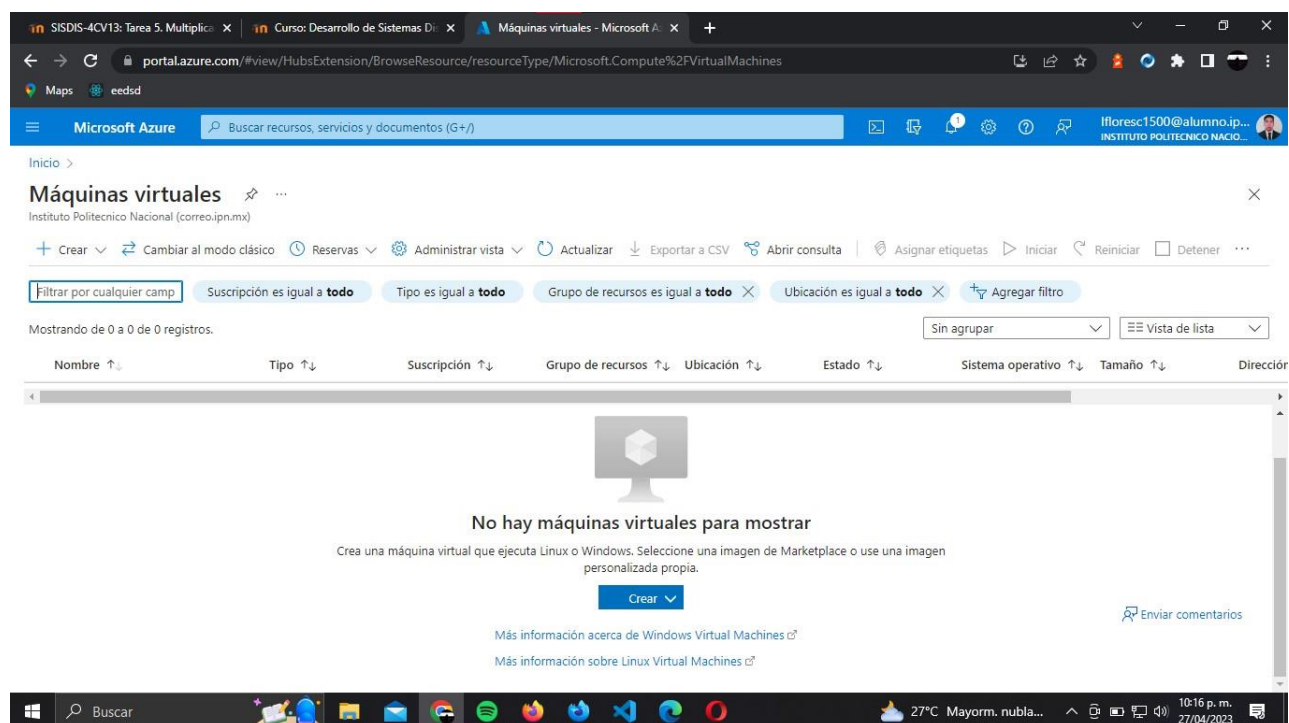 SISDIS-4CV13: Tarea 5. Multiplica
Curso: Desarrollo de Sistemas Di
Máquinas virtuales - Microsoft A
portal.azure.com/#view/HubsExtension/BrowseResource/resourceType/Microsoft.Compute%2FVirtualMachines
Maps eedsd
Microsoft Azure
Buscar recursos, servicios y documentos (G+/)
1
lfloresc1500@alumno.ip...
INSTITUTO POLITECNICO NACIO...
Inicio >
Máquinas virtuales ...
Instituto Politecnico Nacional (correo.ipn.mx)
Crear Cambiar al modo clásico Reservas Administrar vista Actualizar Exportar a CSV Abrir consulta Asignar etiquetas Iniciar Reiniciar Detener ...
Filtrar por cualquier camp Suscripción es igual a todo Tipo es igual a todo Grupo de recursos es igual a todo Ubicación es igual a todo Agregar filtro
Mostrando de 0 a 0 de 0 registros. Sin agrupar Vista de lista
Nombre Tipo Suscripción Grupo de recursos Ubicación Estado Sistema operativo Tamaño Dirección
No hay máquinas virtuales para mostrar
Crea una máquina virtual que ejecuta Linux o Windows. Seleccione una imagen de Marketplace o use una imagen
personalizada propia.
Crear
Enviar comentarios
Más información acerca de Windows Virtual Machines
Más información sobre Linux Virtual Machines
Buscar
27°C Mayorm. nubla...
10:16 p. m.
27/04/2023